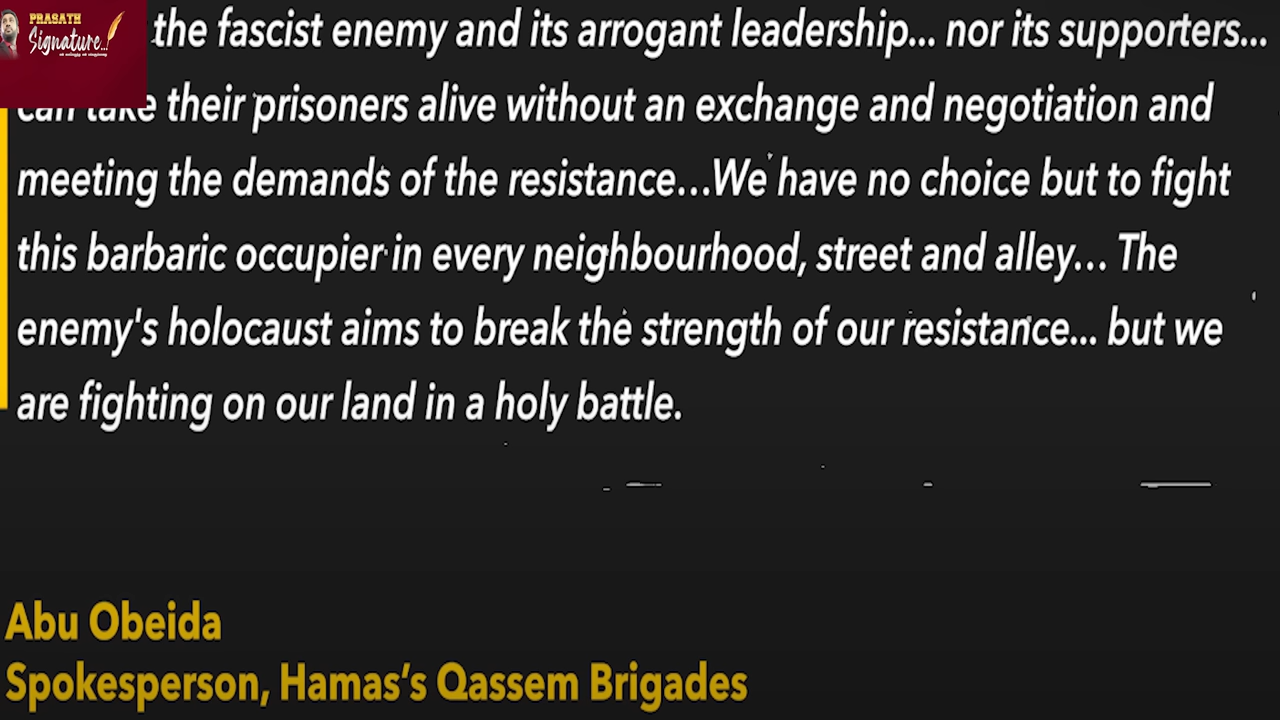 PRASATH
Signature...!
the fascist enemy and its arrogant leadership... nor its supporters...
can take their prisoners alive without an exchange and negotiation and
meeting the demands of the resistance...We have no choice but to fight
this barbaric occupier in every neighbourhood, street and alley... The
enemy's holocaust aims to break the strength of our resistance... but we
are fighting on our land in a holy battle.
Abu Obeida
Spokesperson, Hamas’s Qassem Brigades